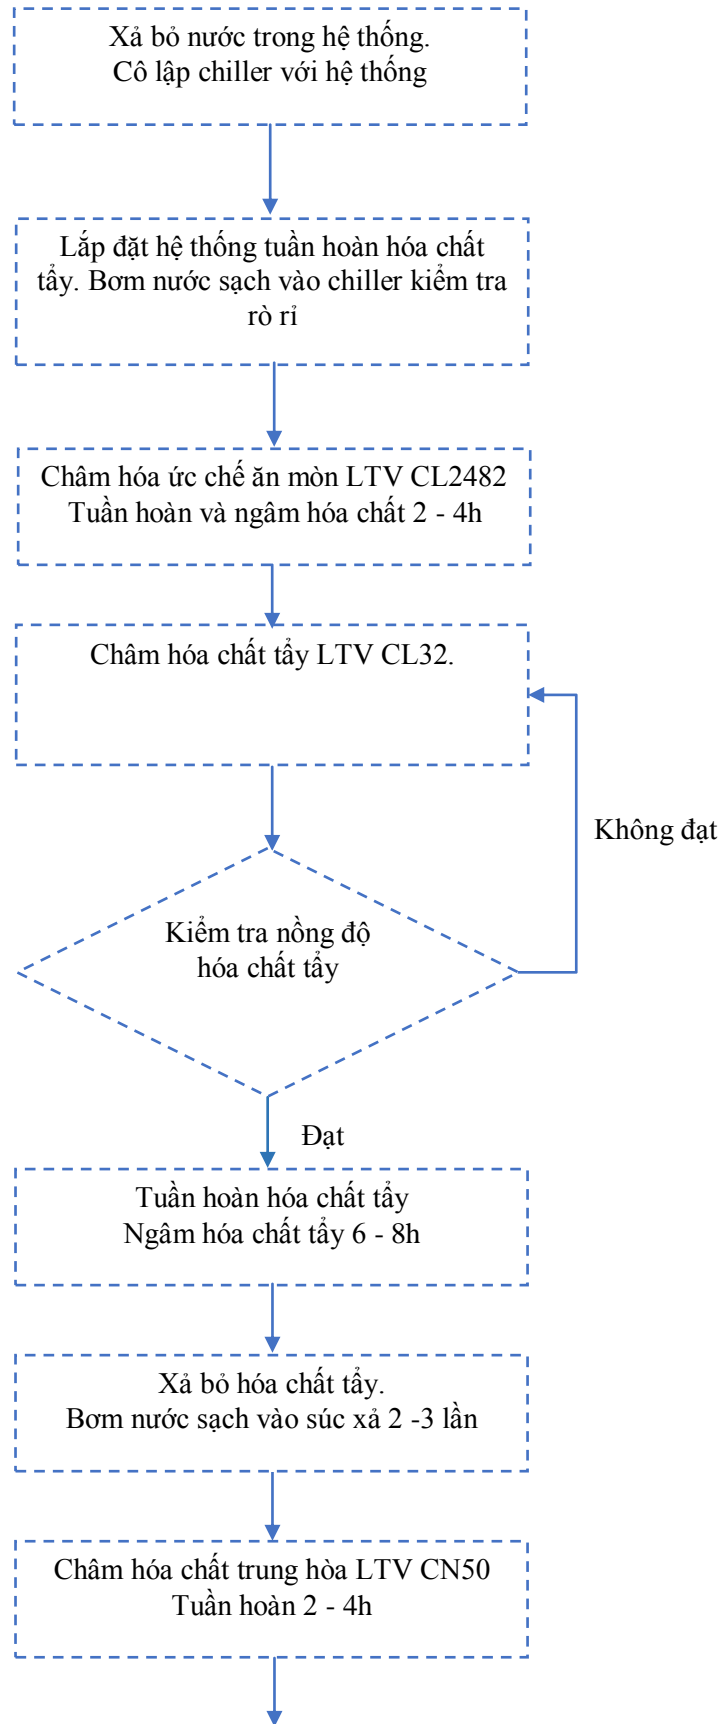 Xả bỏ nước trong hệ thống.
Cô lập chiller với hệ thống
Lắp đặt hệ thống tuần hoàn hóa chất
tẩy. Bơm nước sạch vào chiller kiểm tra
rò rỉ
Châm hóa ức chế ăn mòn LTV CL2482
Tuần hoàn và ngâm hóa chất 2 - 4h
Châm hóa chất tẩy LTV CL32.
Không đạt
Kiểm tra nồng độ
hóa chất tẩy
Đạt
Tuần hoàn hóa chất tẩy
Ngâm hóa chất tẩy 6 - 8h
Xả bỏ hóa chất tẩy.
Bơm nước sạch vào súc xả 2 -3 lần
Châm hóa chất trung hòa LTV CN50
Tuần hoàn 2 - 4h